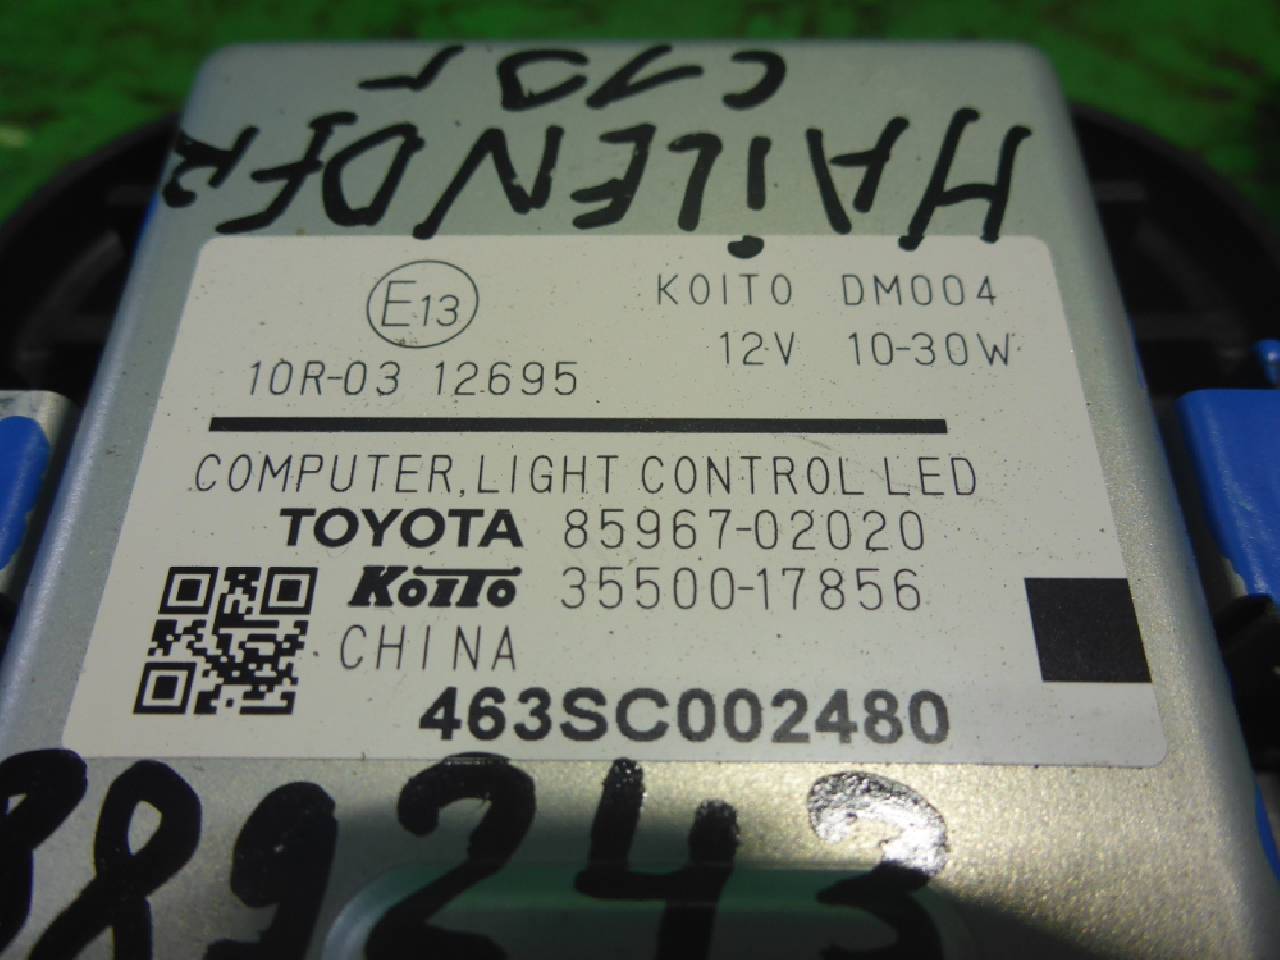 HAiLENDER
E13
KOITO DM004
12V 10-30W
10R-03 12695
COMPUTER, LIGHT CONTROL LED
TOYOTA 85967-02020
KOITO 35500-17856
CHINA
463SC002480
389243